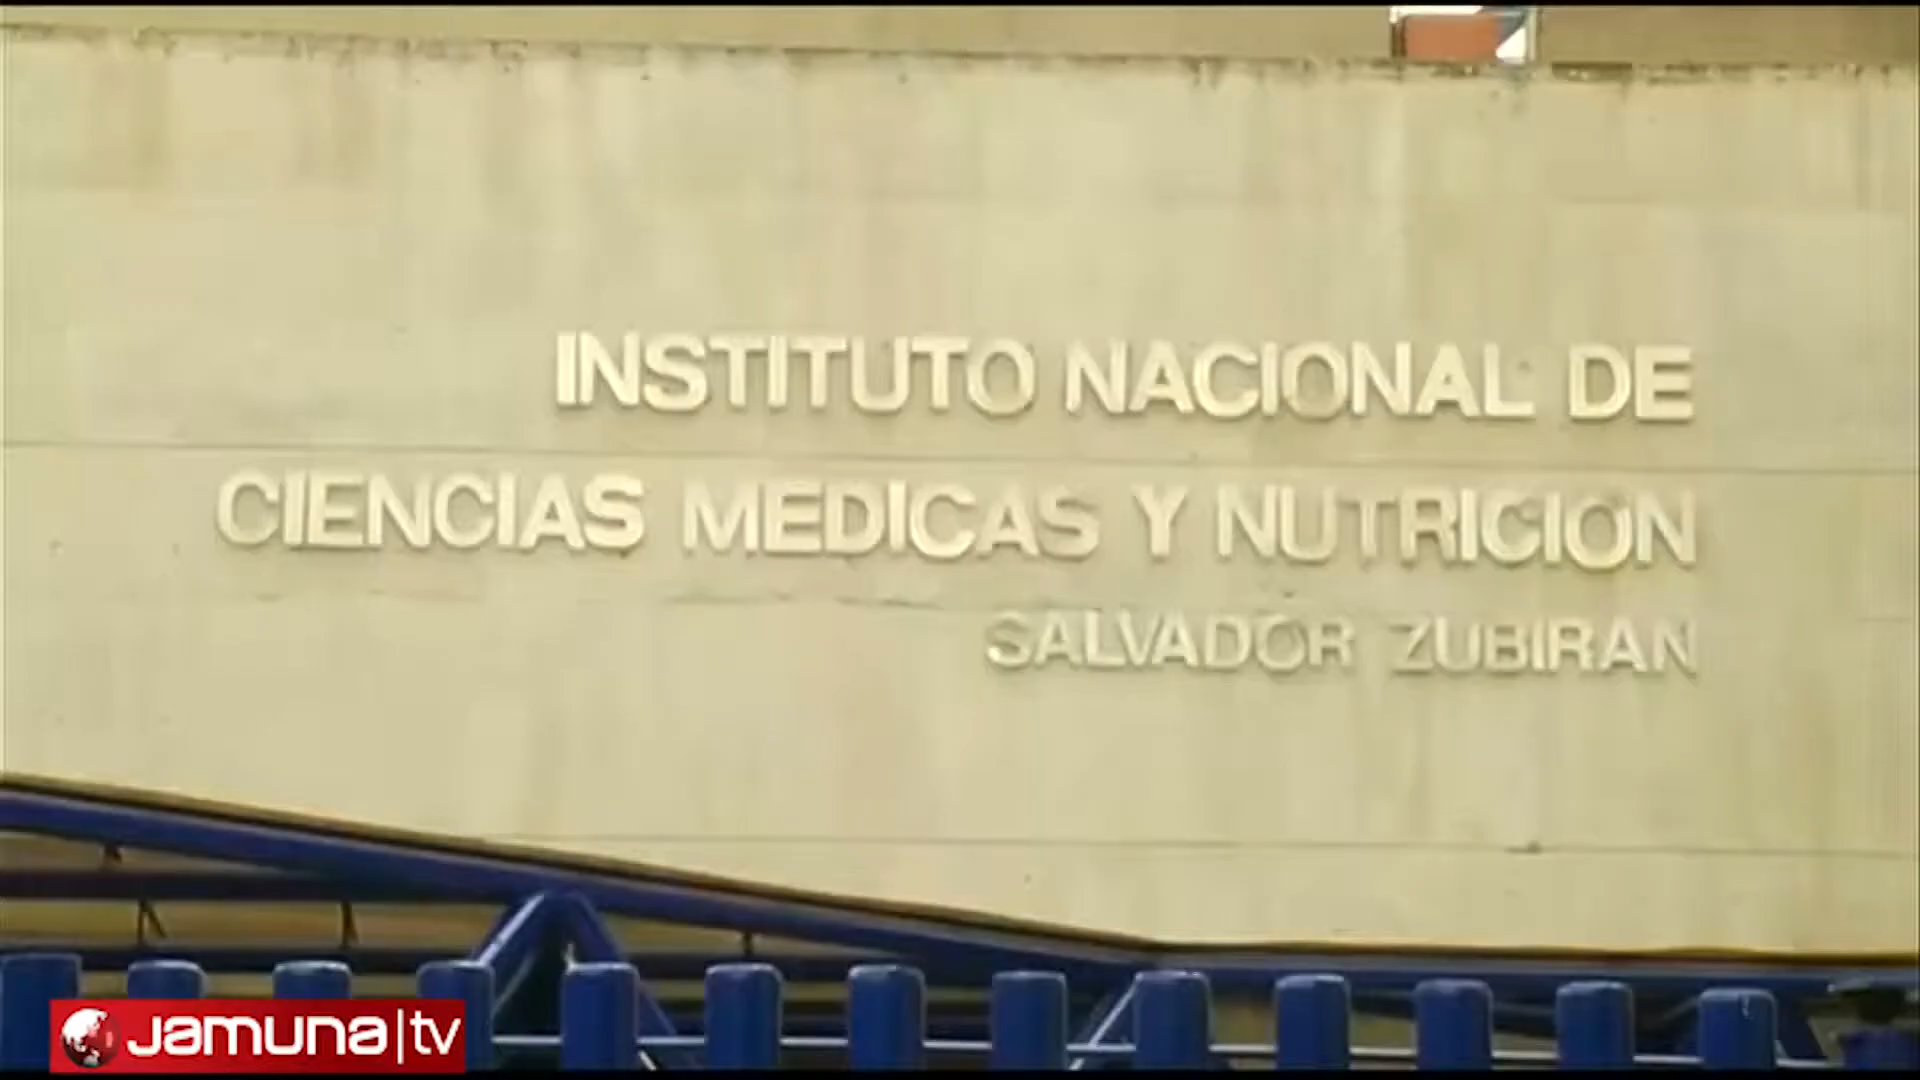 INSTITUTO NACIONAL DE
CIENCIAS MEDICAS Y NUTRICION
SALVADOR ZUBIRAN
Jamuna|tv